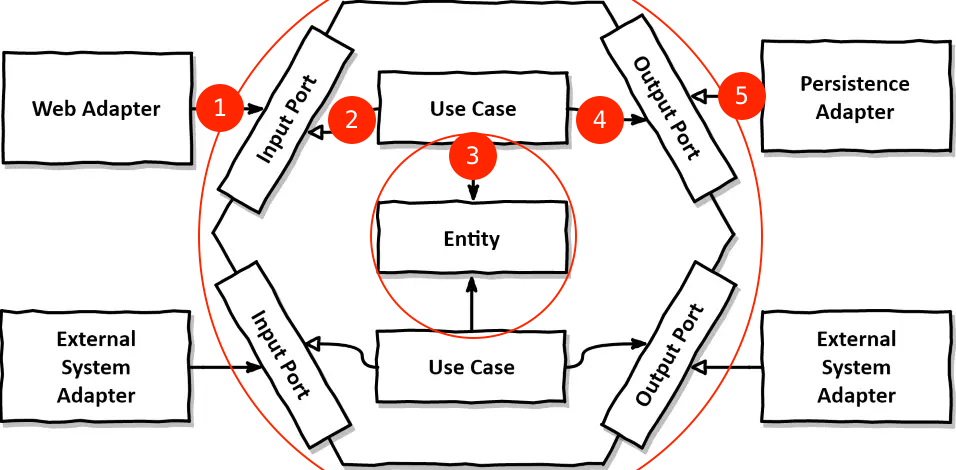 Web Adapter
1
Input Port
2
Use Case
4
Output Port
5
Persistence
Adapter
3
Entity
External
System
Adapter
Input Port
Use Case
Output Port
External
System
Adapter